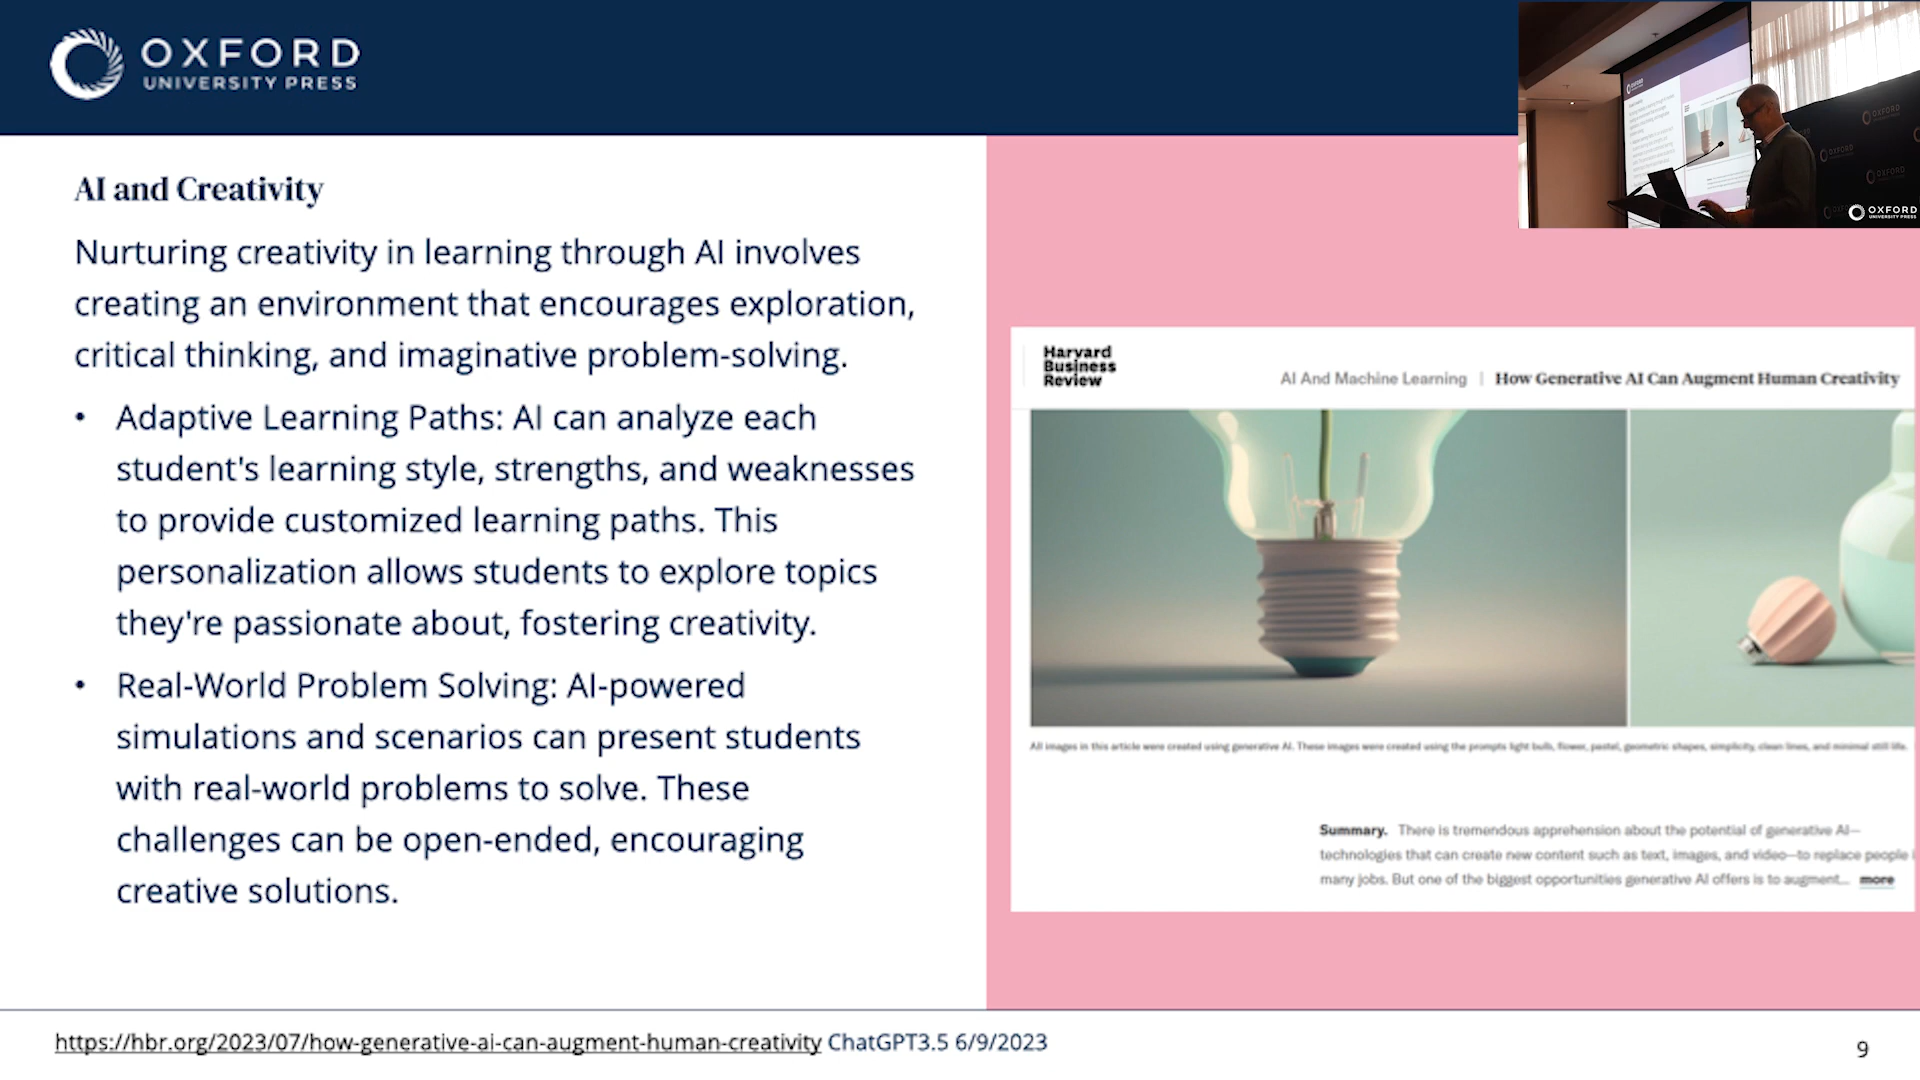 OXFORD
UNIVERSITY PRESS
AI and Creativity
Nurturing creativity in learning through AI involves
creating an environment that encourages exploration,
critical thinking, and imaginative problem-solving.
• Adaptive Learning Paths: AI can analyze each
student's learning style, strengths, and weaknesses
to provide customized learning paths. This
personalization allows students to explore topics
they're passionate about, fostering creativity.
• Real-World Problem Solving: AI-powered
simulations and scenarios can present students
with real-world problems to solve. These
challenges can be open-ended, encouraging
creative solutions.
Harvard
Business
Review
AI And Machine Learning | How Generative AI Can Augment Human Creativity
All images in this article were created using generative AI. These images were created using the prompts light bulb, flower, pastel, geometric shapes, simplicity, clean lines, and minimal still life.
Summary. There is tremendous apprehension about the potential of generative AI—
technologies that can create new content such as text, images, and video—to replace people
many jobs. But one of the biggest opportunities generative AI offers is to augment... more
https://hbr.org/2023/07/how-generative-ai-can-augment-human-creativity ChatGPT3.5 6/9/2023
9
OXFORD
OXFORD
OXFORD
OXFORD
UNIVERSITY PRESS